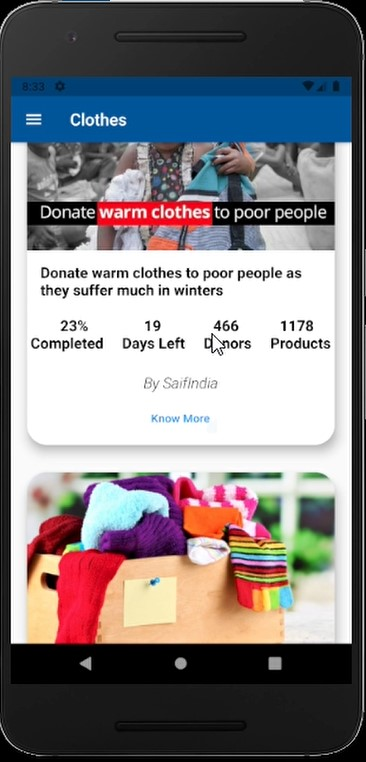 8:33
Clothes
Donate warm clothes to poor people
Donate warm clothes to poor people as
they suffer much in winters
23% 19 466 1178
Completed Days Left Donors Products
By SaifIndia
Know More